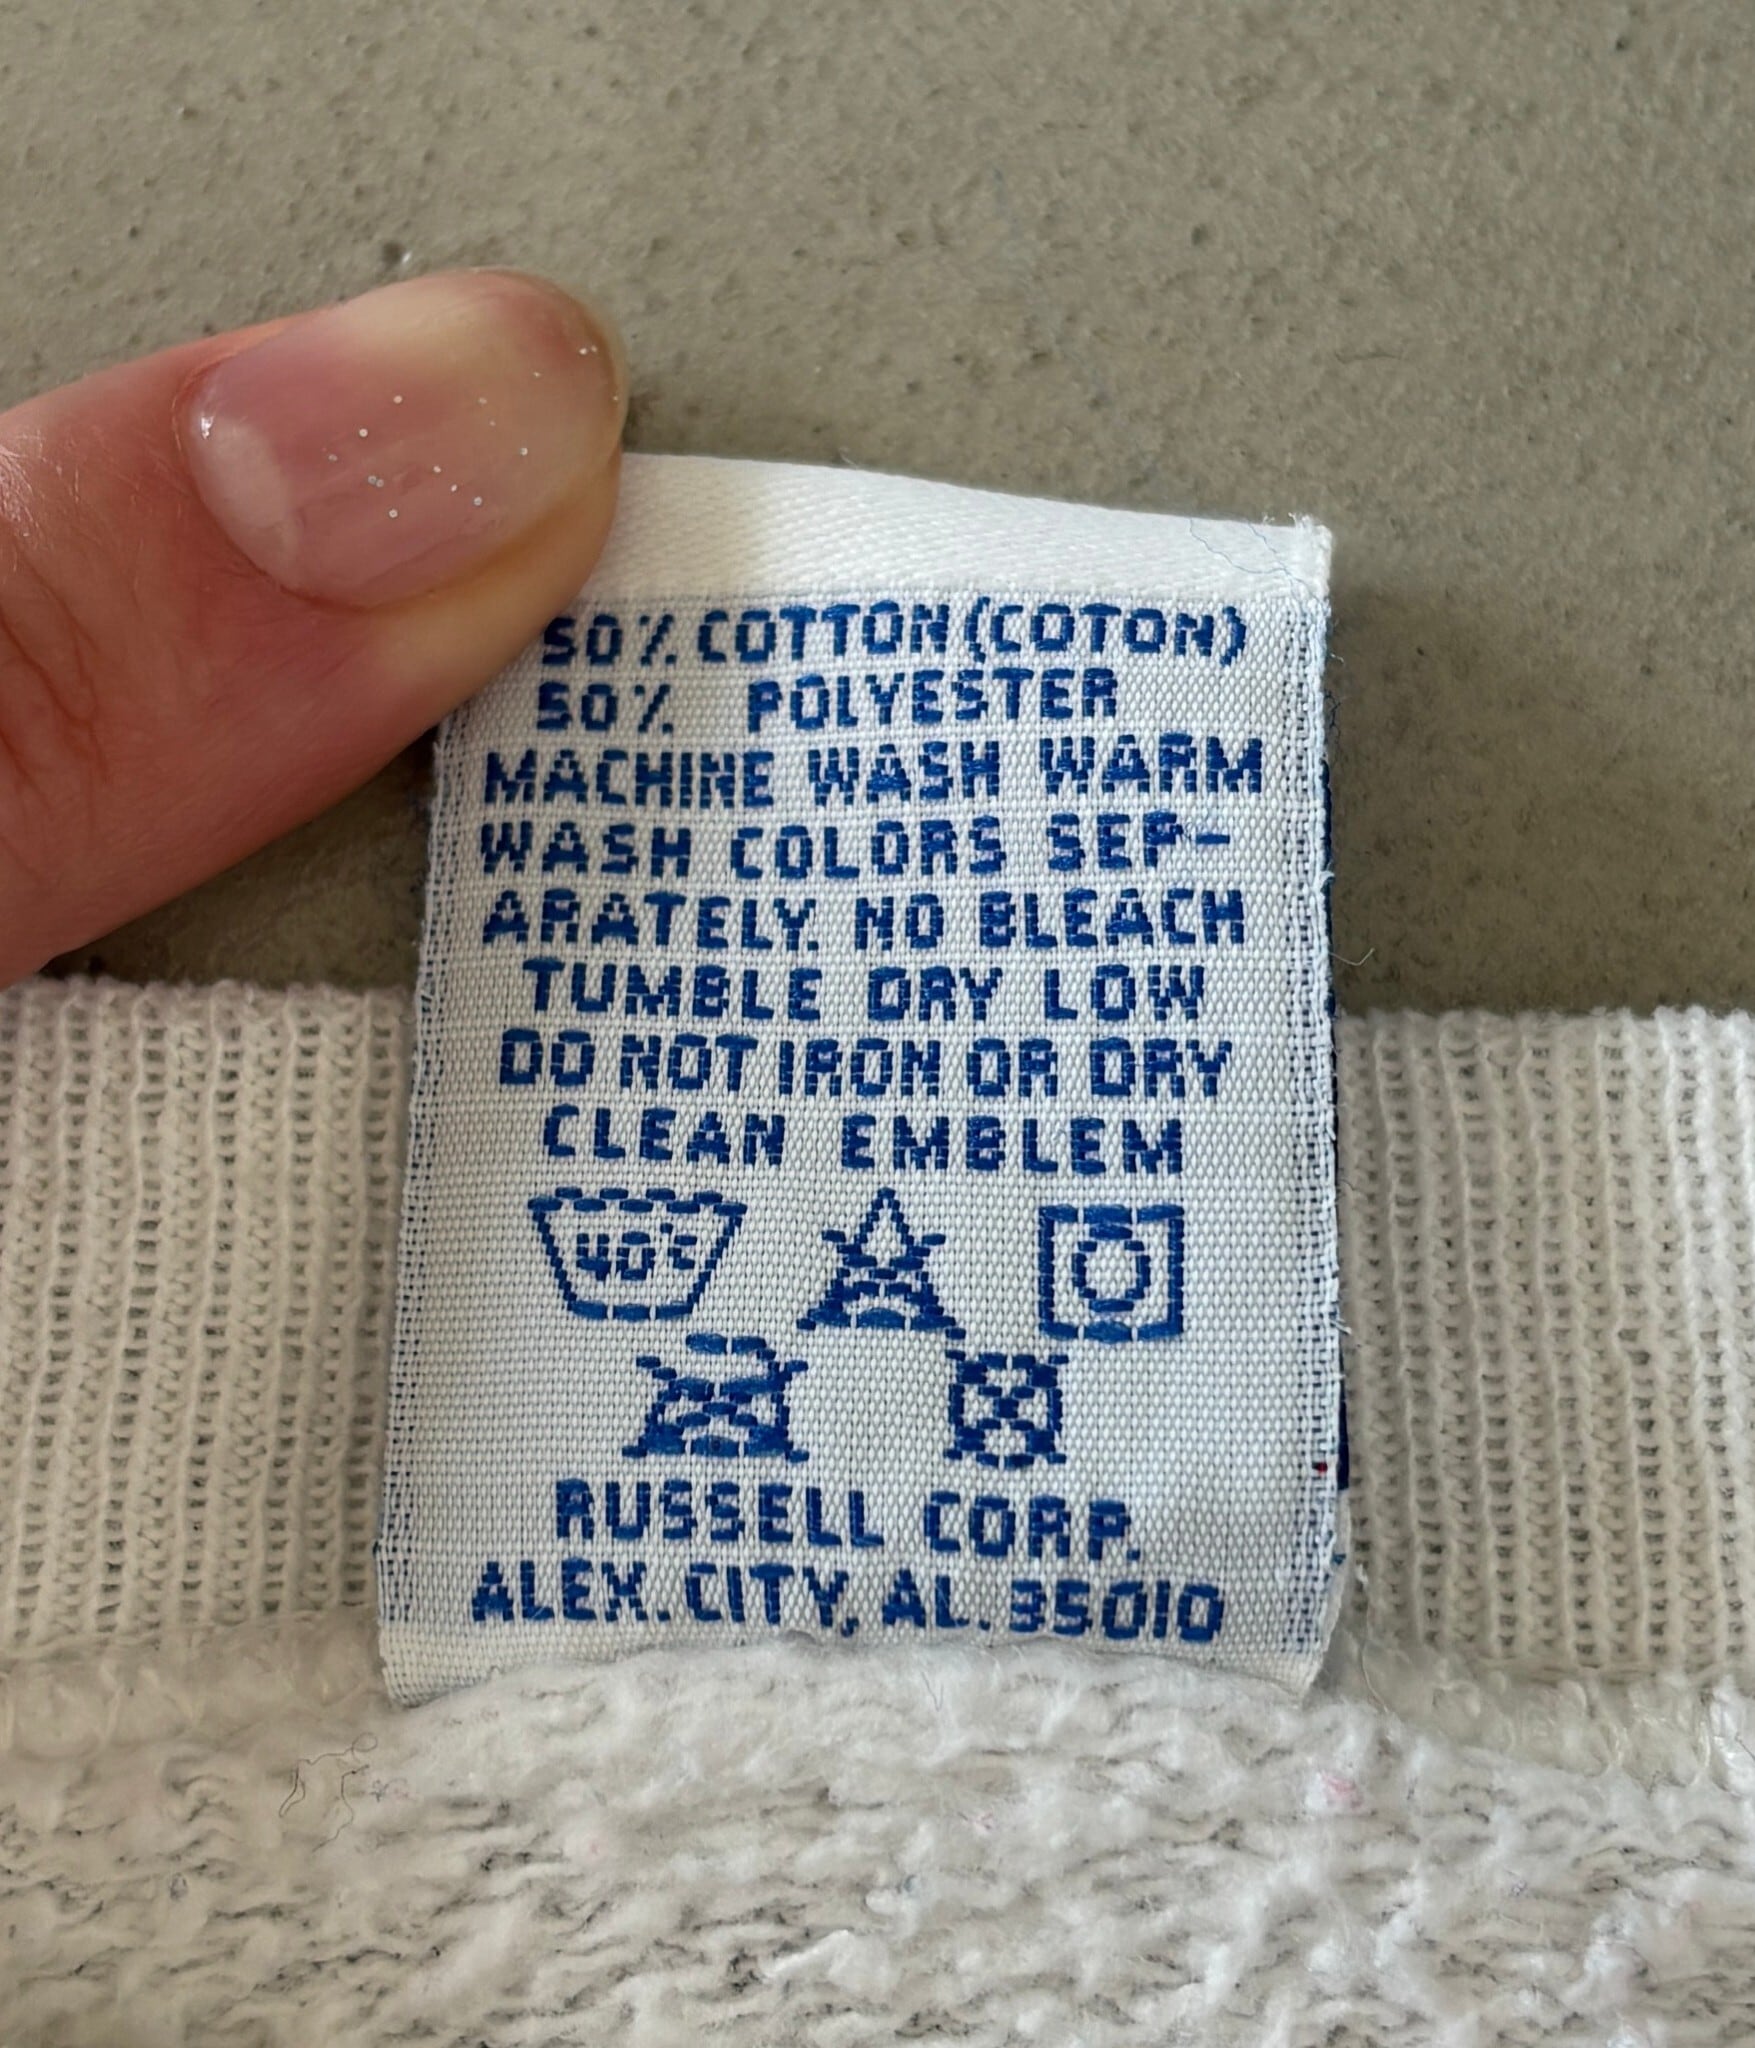 50% COTTON (COTON)
50% POLYESTER
MACHINE WASH WARM
WASH COLORS SEP-
ARATELY. NO BLEACH
TUMBLE DRY LOW
DO NOT IRON OR DRY
CLEAN EMBLEM
40°C
RUSSELL CORP.
ALEX. CITY, AL. 35010